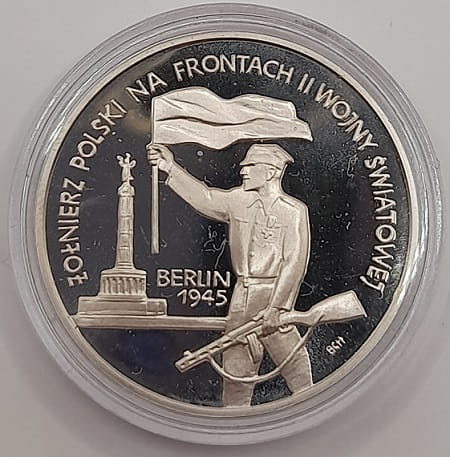 ŻOŁNIERZ POLSKI NA FRONTACH II WOJNY ŚWIATOWEJ
BERLIN
1945